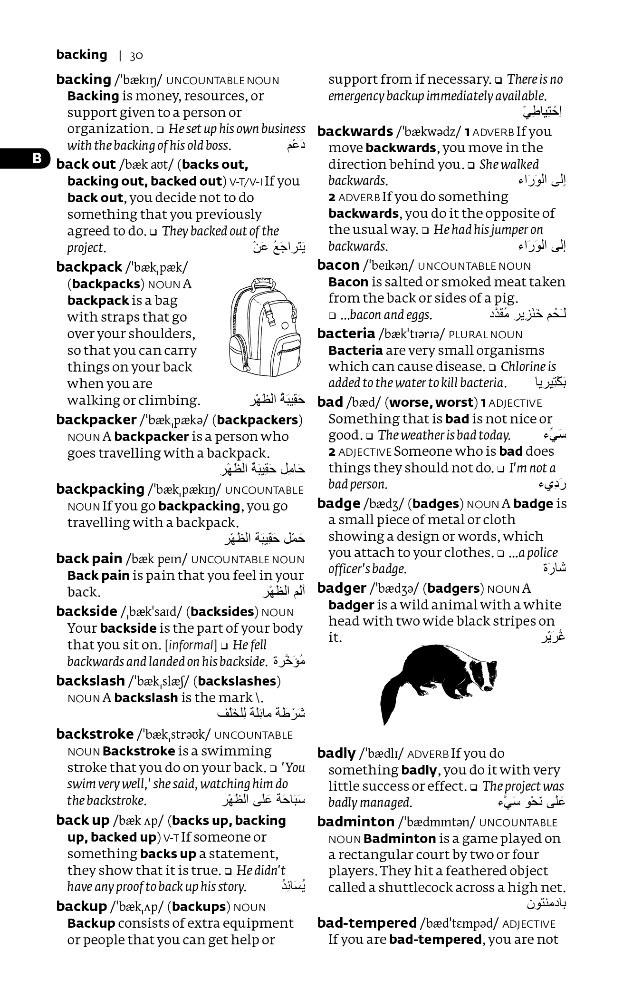 backing | 30
B
backing /ˈbækɪŋ/ UNCOUNTABLE NOUN
Backing is money, resources, or
support given to a person or
organization. ❑ He set up his own business
with the backing of his old boss. دَعْم
back out /bæk aʊt/ (backs out,
backing out, backed out) V-T/V-I If you
back out, you decide not to do
something that you previously
agreed to do. ❑ They backed out of the
project. يَتراجَعُ عَنْ
backpack /ˈbækˌpæk/
(backpacks) NOUN A
backpack is a bag
with straps that go
over your shoulders,
so that you can carry
things on your back
when you are
walking or climbing. حَقِيبَةُ الظَهْر
backpacker /ˈbækˌpækə/ (backpackers)
NOUN A backpacker is a person who
goes travelling with a backpack.
حَامِل حَقِيبَةُ الظَهْر
backpacking /ˈbækˌpækɪŋ/ UNCOUNTABLE
NOUN If you go backpacking, you go
travelling with a backpack.
حَمْل حَقِيبَة الظَهْر
back pain /bæk peɪn/ UNCOUNTABLE NOUN
Back pain is pain that you feel in your
back. ألم الظَهْر
backside /ˌbækˈsaɪd/ (backsides) NOUN
Your backside is the part of your body
that you sit on. [informal] ❑ He fell
backwards and landed on his backside. مُؤَخَّرة
backslash /ˈbækˌslæʃ/ (backslashes)
NOUN A backslash is the mark \.
شَرْطَة مائِلَة لِلخَلْف
backstroke /ˈbækˌstrəʊk/ UNCOUNTABLE
NOUN Backstroke is a swimming
stroke that you do on your back. ❑ 'You
swim very well,' she said, watching him do
the backstroke. سَبَاحَة عَلَى الظَهْر
back up /bæk ʌp/ (backs up, backing
up, backed up) V-T If someone or
something backs up a statement,
they show that it is true. ❑ He didn't
have any proof to back up his story. يُسَانِدُ
backup /ˈbækˌʌp/ (backups) NOUN
Backup consists of extra equipment
or people that you can get help or
support from if necessary. ❑ There is no
emergency backup immediately available.
اِحْتِياطِيّ
backwards /ˈbækwədz/ 1 ADVERB If you
move backwards, you move in the
direction behind you. ❑ She walked
backwards. إلى الوَرَاء
2 ADVERB If you do something
backwards, you do it the opposite of
the usual way. ❑ He had his jumper on
backwards. إلى الوَرَاء
bacon /ˈbeɪkən/ UNCOUNTABLE NOUN
Bacon is salted or smoked meat taken
from the back or sides of a pig.
❑ ...bacon and eggs. لَحْم خَنْزِير مُقَدَّد
bacteria /bækˈtɪərɪə/ PLURAL NOUN
Bacteria are very small organisms
which can cause disease. ❑ Chlorine is
added to the water to kill bacteria. بَكْتِيريا
bad /bæd/ (worse, worst) 1 ADJECTIVE
Something that is bad is not nice or
good. ❑ The weather is bad today. سَيِّء
2 ADJECTIVE Someone who is bad does
things they should not do. ❑ I'm not a
bad person. رَدِيء
badge /bædʒ/ (badges) NOUN A badge is
a small piece of metal or cloth
showing a design or words, which
you attach to your clothes. ❑ ...a police
officer's badge. شارَة
badger /ˈbædʒə/ (badgers) NOUN A
badger is a wild animal with a white
head with two wide black stripes on
it. غُرَيْر
badly /ˈbædlɪ/ ADVERB If you do
something badly, you do it with very
little success or effect. ❑ The project was
badly managed. عَلى نَحْو سَيَّء
badminton /ˈbædmɪntən/ UNCOUNTABLE
NOUN Badminton is a game played on
a rectangular court by two or four
players. They hit a feathered object
called a shuttlecock across a high net.
بادمنتون
bad-tempered /bædˈtɛmpəd/ ADJECTIVE
If you are bad-tempered, you are not